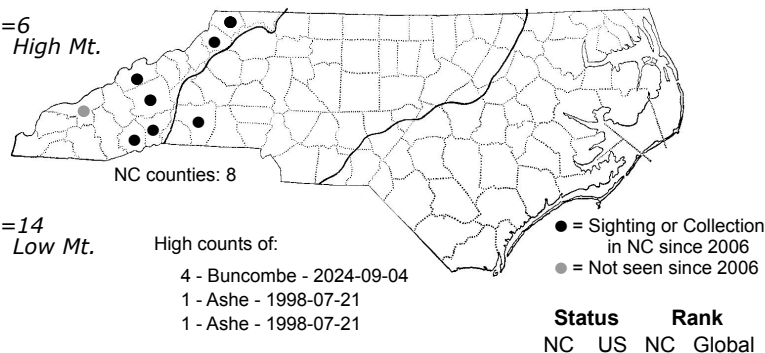 =6
High Mt.
NC counties: 8
=14
Low Mt.
High counts of:
4 - Buncombe - 2024-09-04
1 - Ashe - 1998-07-21
1 - Ashe - 1998-07-21
= Sighting or Collection
in NC since 2006
= Not seen since 2006
Status Rank
NC US NC Global